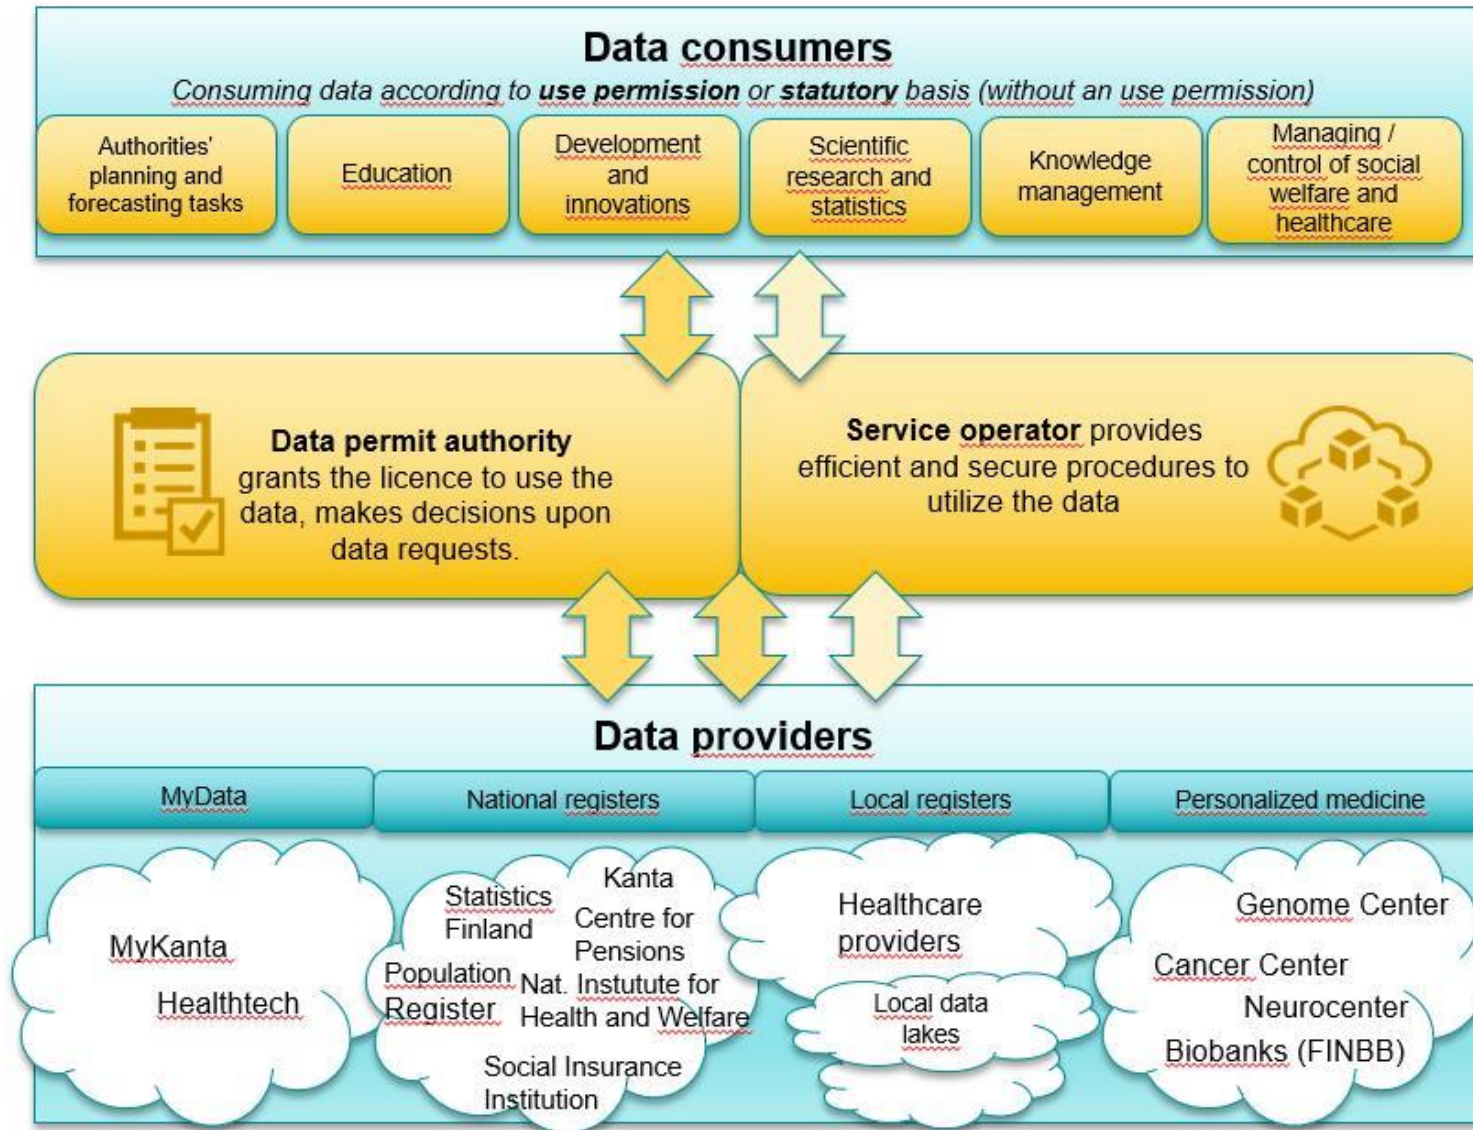 Data consumers
Consuming data according to use permission or statutory basis (without an use permission)
Authorities'
planning and
forecasting tasks
Education
Development
and
innovations
Scientific
research and
statistics
Knowledge
management
Managing /
control of social
welfare and
healthcare
Data permit authority
grants the licence to use the
data, makes decisions upon
data requests.
Service operator provides
efficient and secure procedures to
utilize the data
Data providers
MyData
National registers
Local registers
Personalized medicine
MyKanta
Healthtech
Kanta
Statistics
Finland
Centre for
Pensions
Population
Register
Nat. Instutute for
Health and Welfare
Social Insurance
Institution
Healthcare
providers
Local data
lakes
Genome Center
Cancer Center
Neurocenter
Biobanks (FINBB)